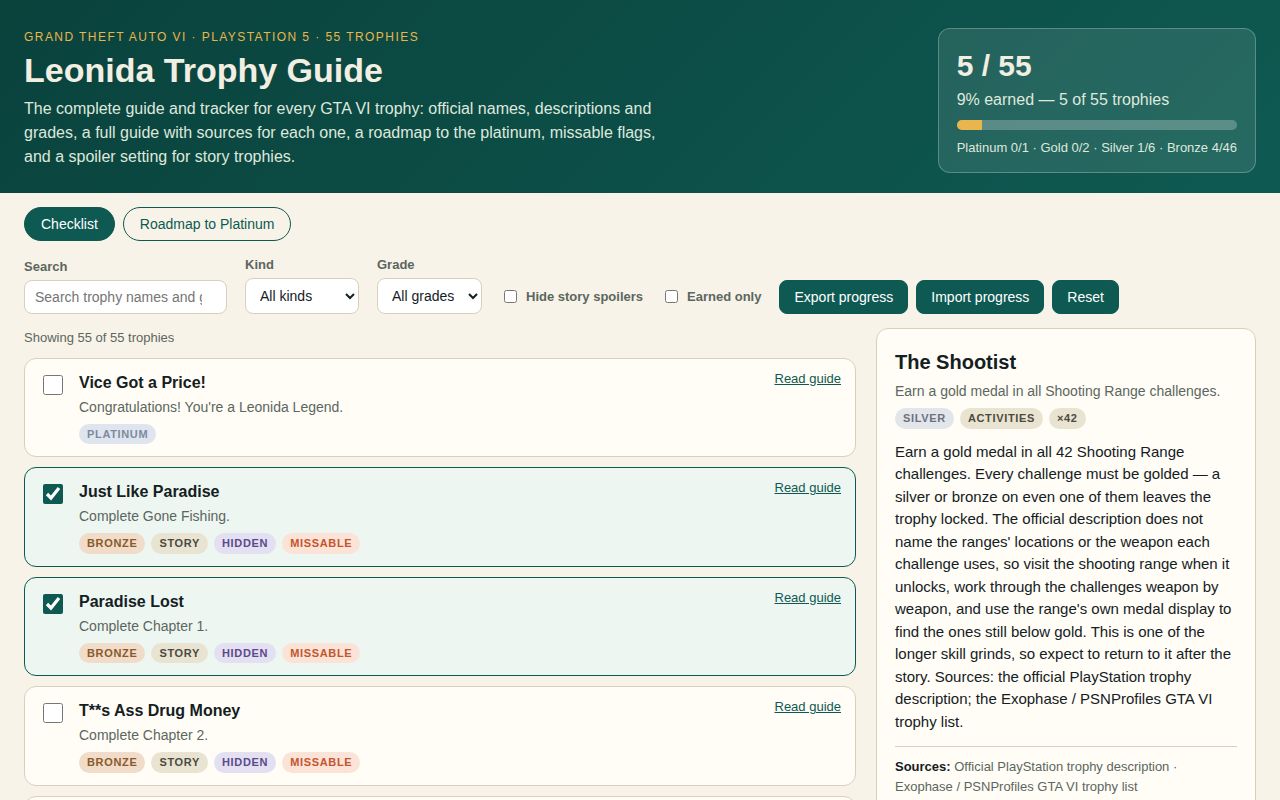 GRAND THEFT AUTO VI · PLAYSTATION 5 · 55 TROPHIES
Leonida Trophy Guide
The complete guide and tracker for every GTA VI trophy: official names, descriptions and
grades, a full guide with sources for each one, a roadmap to the platinum, missable flags,
and a spoiler setting for story trophies.
5 / 55
9% earned — 5 of 55 trophies
Platinum 0/1 · Gold 0/2 · Silver 1/6 · Bronze 4/46
Checklist
Roadmap to Platinum
Search
Search trophy names and g
Kind
All kinds
Grade
All grades
Hide story spoilers
Earned only
Export progress
Import progress
Reset
Showing 55 of 55 trophies
Vice Got a Price!
Read guide
Congratulations! You're a Leonida Legend.
PLATINUM
Just Like Paradise
Read guide
Complete Gone Fishing.
BRONZE STORY HIDDEN MISSABLE
Paradise Lost
Read guide
Complete Chapter 1.
BRONZE STORY HIDDEN MISSABLE
T**s Ass Drug Money
Read guide
Complete Chapter 2.
BRONZE STORY HIDDEN MISSABLE
The Shootist
Earn a gold medal in all Shooting Range challenges.
SILVER ACTIVITIES ×42
Earn a gold medal in all 42 Shooting Range
challenges. Every challenge must be golded — a
silver or bronze on even one of them leaves the
trophy locked. The official description does not
name the ranges' locations or the weapon each
challenge uses, so visit the shooting range when it
unlocks, work through the challenges weapon by
weapon, and use the range's own medal display to
find the ones still below gold. This is one of the
longer skill grinds, so expect to return to it after the
story. Sources: the official PlayStation trophy
description; the Exophase / PSNProfiles GTA VI
trophy list.
Sources: Official PlayStation trophy description ·
Exophase / PSNProfiles GTA VI trophy list